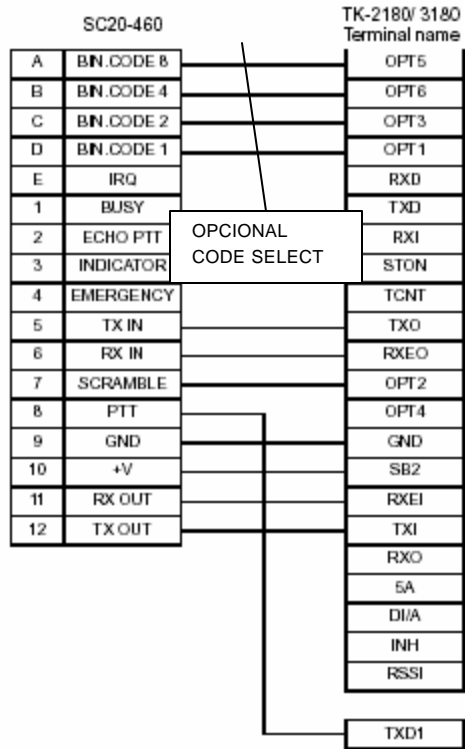 SC20-460
TK-2180/ 3180
Terminal name
A BIN.CODE 8 OPT5
B BIN.CODE 4 OPT6
C BIN.CODE 2 OPT3
D BIN.CODE 1 OPT1
E IRQ RXD
1 BUSY TXD
2 ECHO PTT RXI
3 INDICATOR STON
OPCIONAL
CODE SELECT
4 EMERGENCY TCNT
5 TX IN TXO
6 RX IN RXEO
7 SCRAMBLE OPT2
8 PTT OPT4
9 GND GND
10 +V SB2
11 RX OUT RXEI
12 TX OUT TXI
RXO
5A
DI/A
INH
RSSI
TXD1